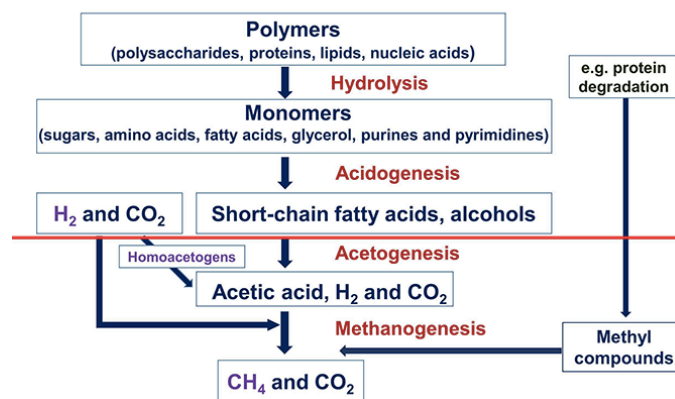 Polymers
(polysaccharides, proteins, lipids, nucleic acids)
e.g. protein
degradation
Hydrolysis
Monomers
(sugars, amino acids, fatty acids, glycerol, purines and pyrimidines)
Acidogenesis
H₂ and CO₂
Short-chain fatty acids, alcohols
Homoacetogens
Acetogenesis
Acetic acid, H₂ and CO₂
Methanogenesis
Methyl
compounds
CH₄ and CO₂